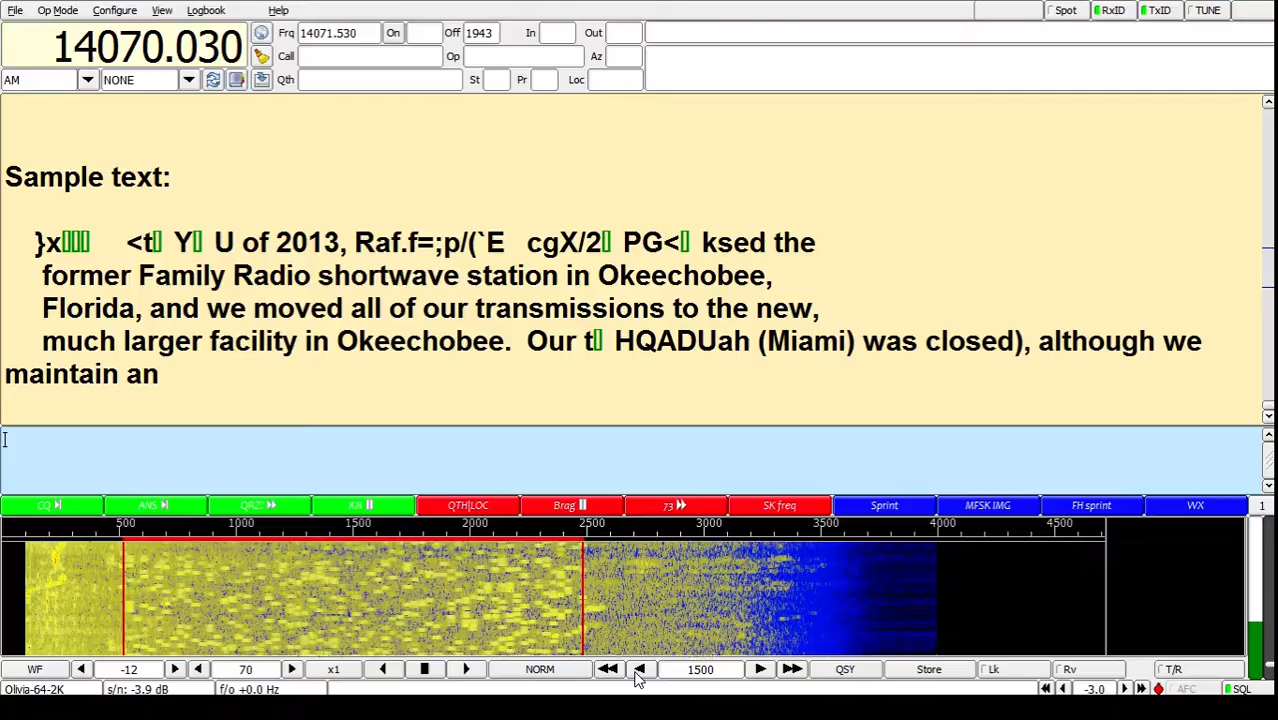 File Op Mode Configure View Logbook Help Spot RxID TxID TUNE
14070.030 Frq 14071.530 On Off 1943 In Out
Call Op Az
AM NONE Qth St Pr Loc
Sample text:
}x <t Y U of 2013, Raf.f=;p/(`E cgX/2 PG< ksed the
former Family Radio shortwave station in Okeechobee,
Florida, and we moved all of our transmissions to the new,
much larger facility in Okeechobee. Our t HQADUah (Miami) was closed), although we
maintain an
CQ ANS QRZ! KN QTH|LOC Brag 73 SK freq Sprint MFSK IMG FH sprint WX 1
500 1000 1500 2000 2500 3000 3500 4000 4500
WF -12 70 x1 NORM 1500 QSY Store Lk Rv T/R
Olivia-64-2K s/n: -3.9 dB f/o +0.0 Hz -3.0 AFC SQL